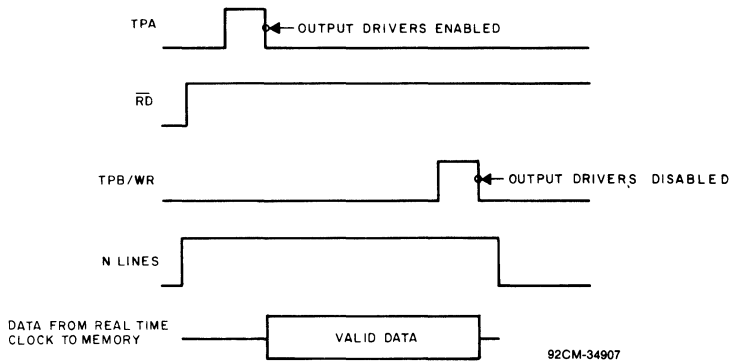 TPA
OUTPUT DRIVERS ENABLED
RD
TPB/WR
OUTPUT DRIVERS DISABLED
N LINES
DATA FROM REAL TIME
CLOCK TO MEMORY
VALID DATA
92CM-34907